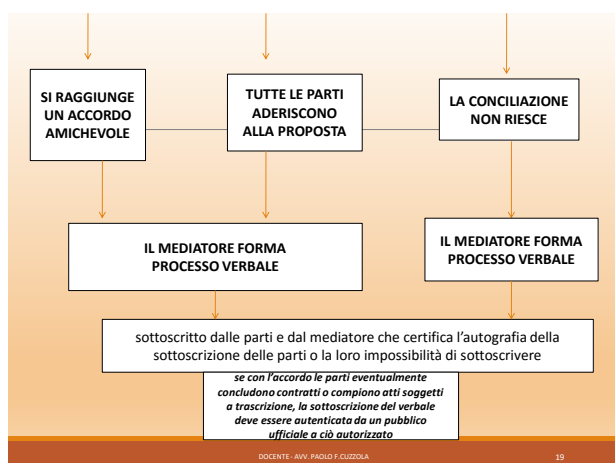 SI RAGGIUNGE
UN ACCORDO
AMICHEVOLE
TUTTE LE PARTI
ADERISCONO
ALLA PROPOSTA
LA CONCILIAZIONE
NON RIESCE
IL MEDIATORE FORMA
PROCESSO VERBALE
IL MEDIATORE FORMA
PROCESSO VERBALE
sottoscritto dalle parti e dal mediatore che certifica l'autografia della
sottoscrizione delle parti o la loro impossibilità di sottoscrivere
se con l'accordo le parti eventualmente
concludono contratti o compiono atti soggetti
a trascrizione, la sottoscrizione del verbale
deve essere autenticata da un pubblico
ufficiale a ciò autorizzato
DOCENTE - AVV. PAOLO F.CUZZOLA
19